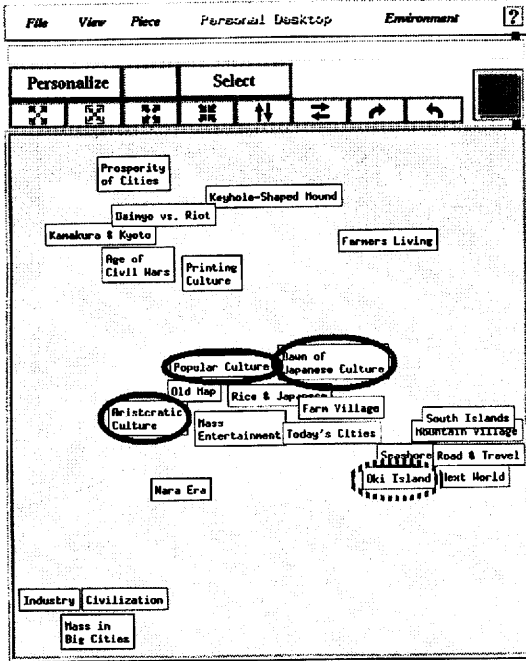 File View Piece Personal Desktop Environment ?
Personalize Select
Prosperity
of Cities
Keyhole-Shaped Mound
Daimyo vs. Riot
Kamakura & Kyoto
Farmers Living
Age of
Civil Wars
Printing
Culture
Dawn of
Japanese Culture
Popular Culture
Old Map
Rice & Japanese
Farm Village
Aristcratic
Culture
Mass
Entertainment
Today's Cities
South Islands
Mountain Village
Seashore
Road & Travel
Oki Island
Next World
Nara Era
Industry
Civilization
Mass in
Big Cities